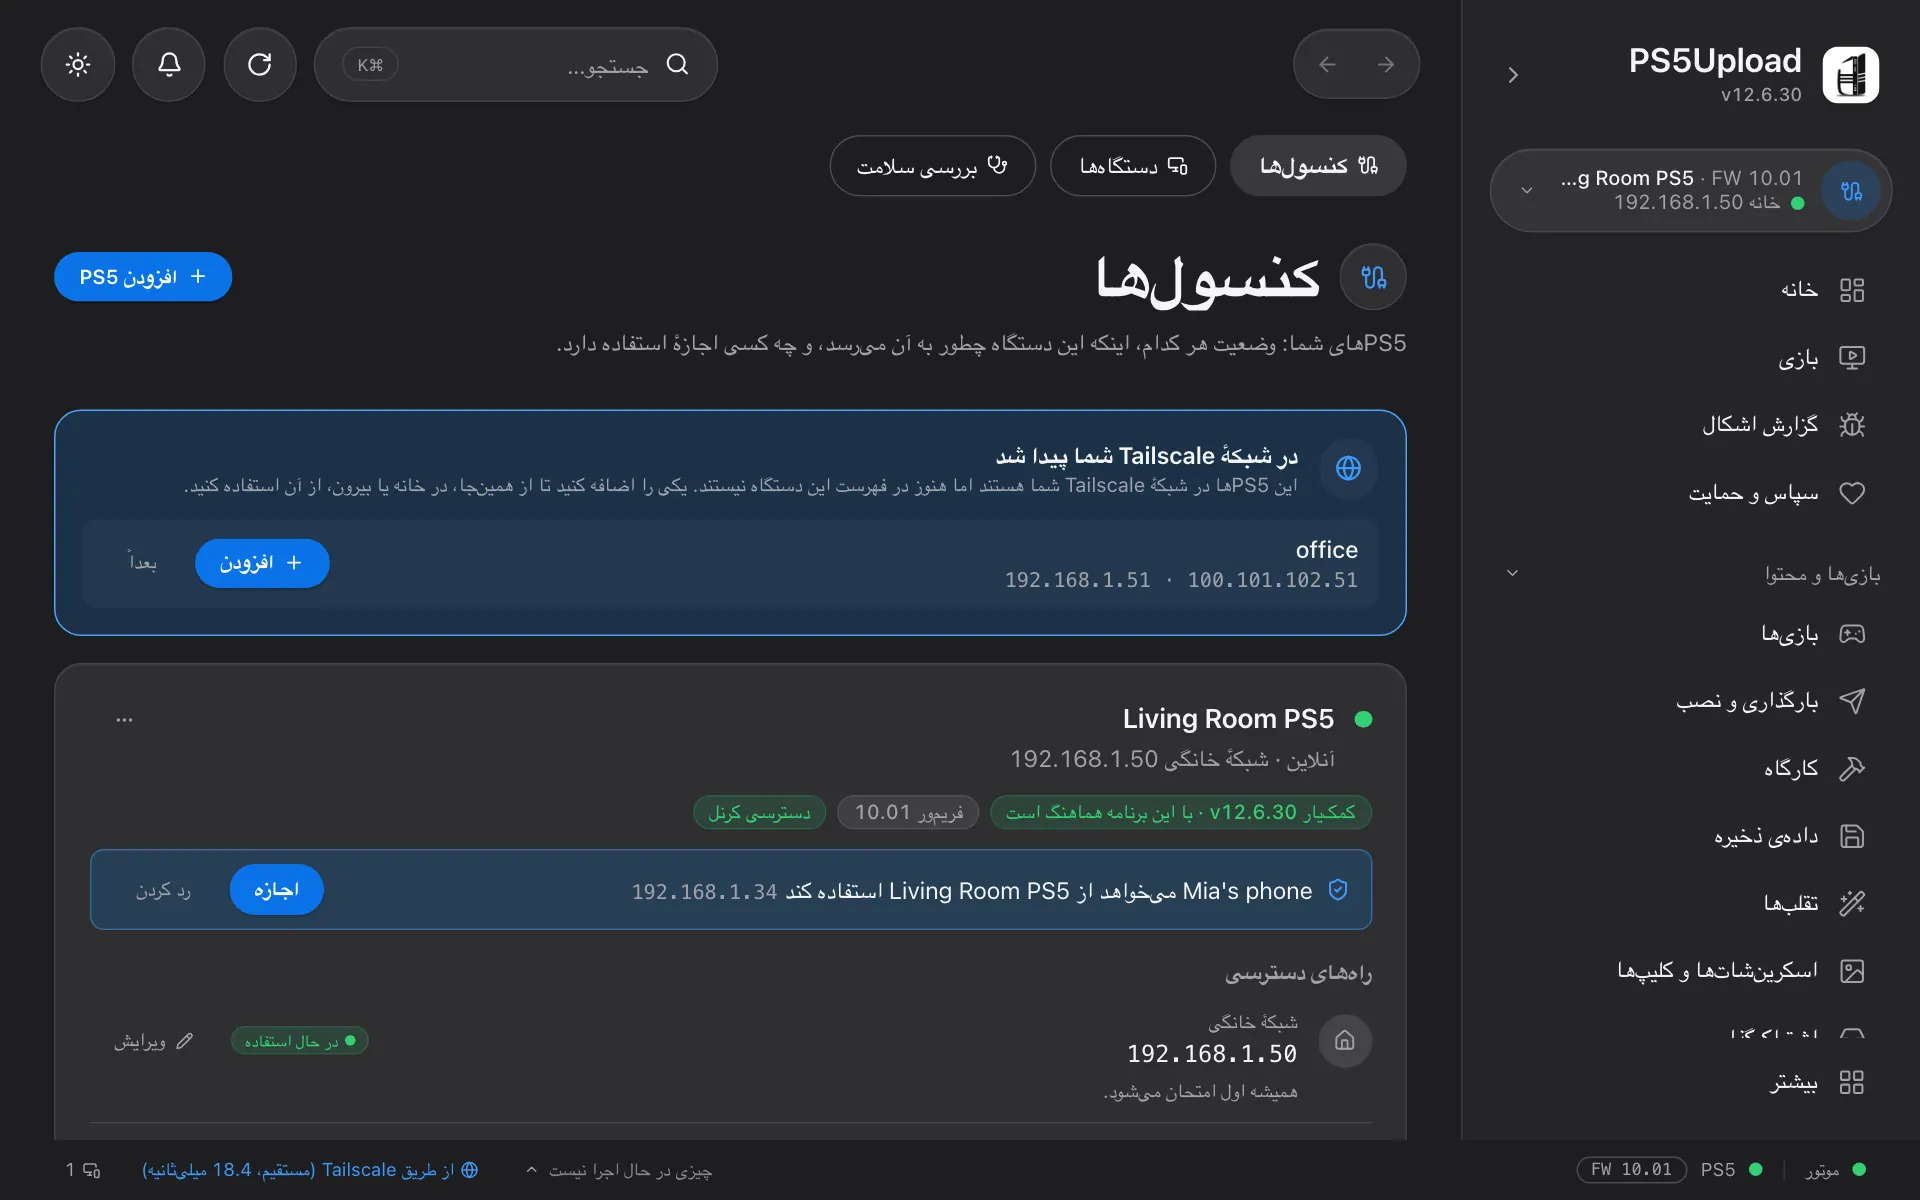 PS5Upload
v12.6.30
...g Room PS5 · FW 10.01
خانه 192.168.1.50
خانه
بازی
گزارش اشکال
سپاس و حمایت
بازی‌ها و محتوا
بازی‌ها
بارگذاری و نصب
کارگاه
داده‌ی ذخیره
تقلب‌ها
اسکرین‌شات‌ها و کلیپ‌ها
بیشتر
جستجو...
K⌘
کنسول‌ها
دستگاه‌ها
بررسی سلامت
کنسول‌ها
افزودن PS5
PS5های شما: وضعیت هر کدام، اینکه این دستگاه چطور به آن می‌رسد، و چه کسی اجازهٔ استفاده دارد.
در شبکهٔ Tailscale شما پیدا شد
این PS5ها در شبکهٔ Tailscale شما هستند اما هنوز در فهرست این دستگاه نیستند. یکی را اضافه کنید تا از همین‌جا، در خانه یا بیرون، از آن استفاده کنید.
office
192.168.1.51 · 100.101.102.51
افزودن
بعداً
Living Room PS5
آنلاین · شبکهٔ خانگی 192.168.1.50
کمکیار v12.6.30 · با این برنامه هماهنگ است
فریمور 10.01
دسترسی کرنل
Mia's phone می‌خواهد از Living Room PS5 استفاده کند 192.168.1.34
اجازه
رد کردن
راه‌های دسترسی
شبکهٔ خانگی
192.168.1.50
همیشه اول امتحان می‌شود.
در حال استفاده
ویرایش
موتور
PS5
FW 10.01
چیزی در حال اجرا نیست
از طریق Tailscale (مستقیم، 18.4 میلی‌ثانیه)
1